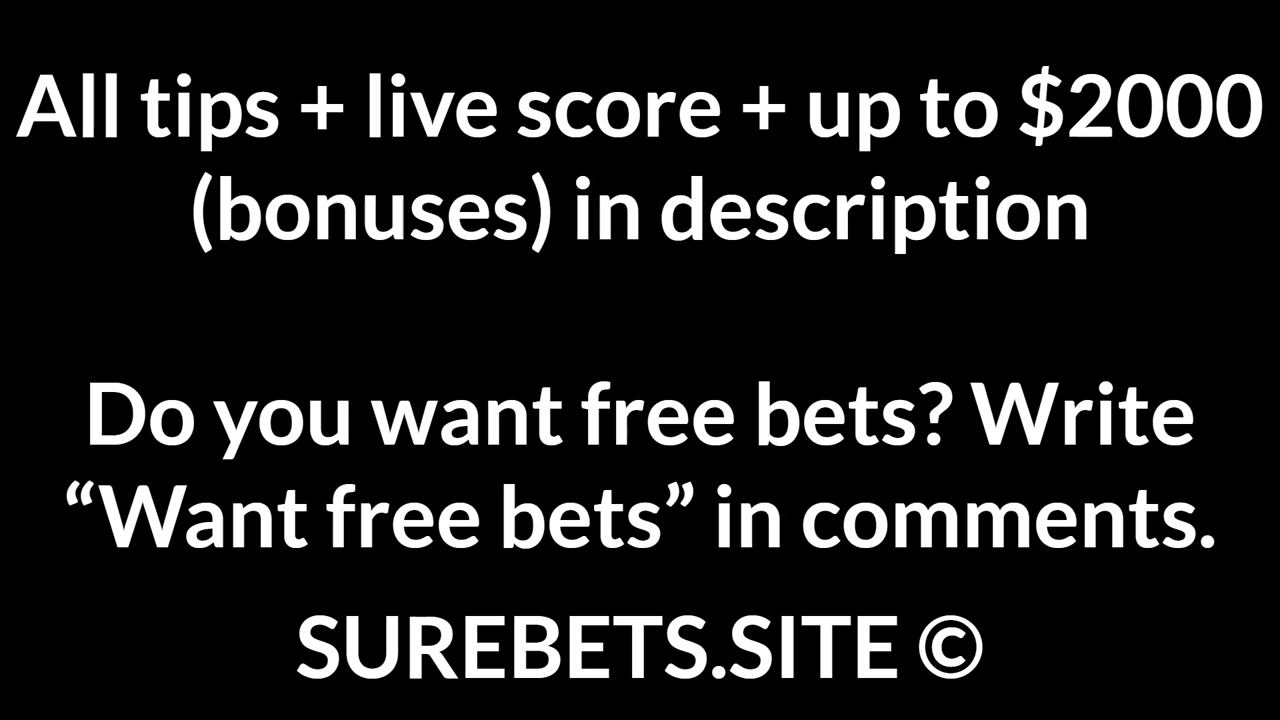 All tips + live score + up to $2000
(bonuses) in description
Do you want free bets? Write
“Want free bets” in comments.
SUREBETS.SITE ©